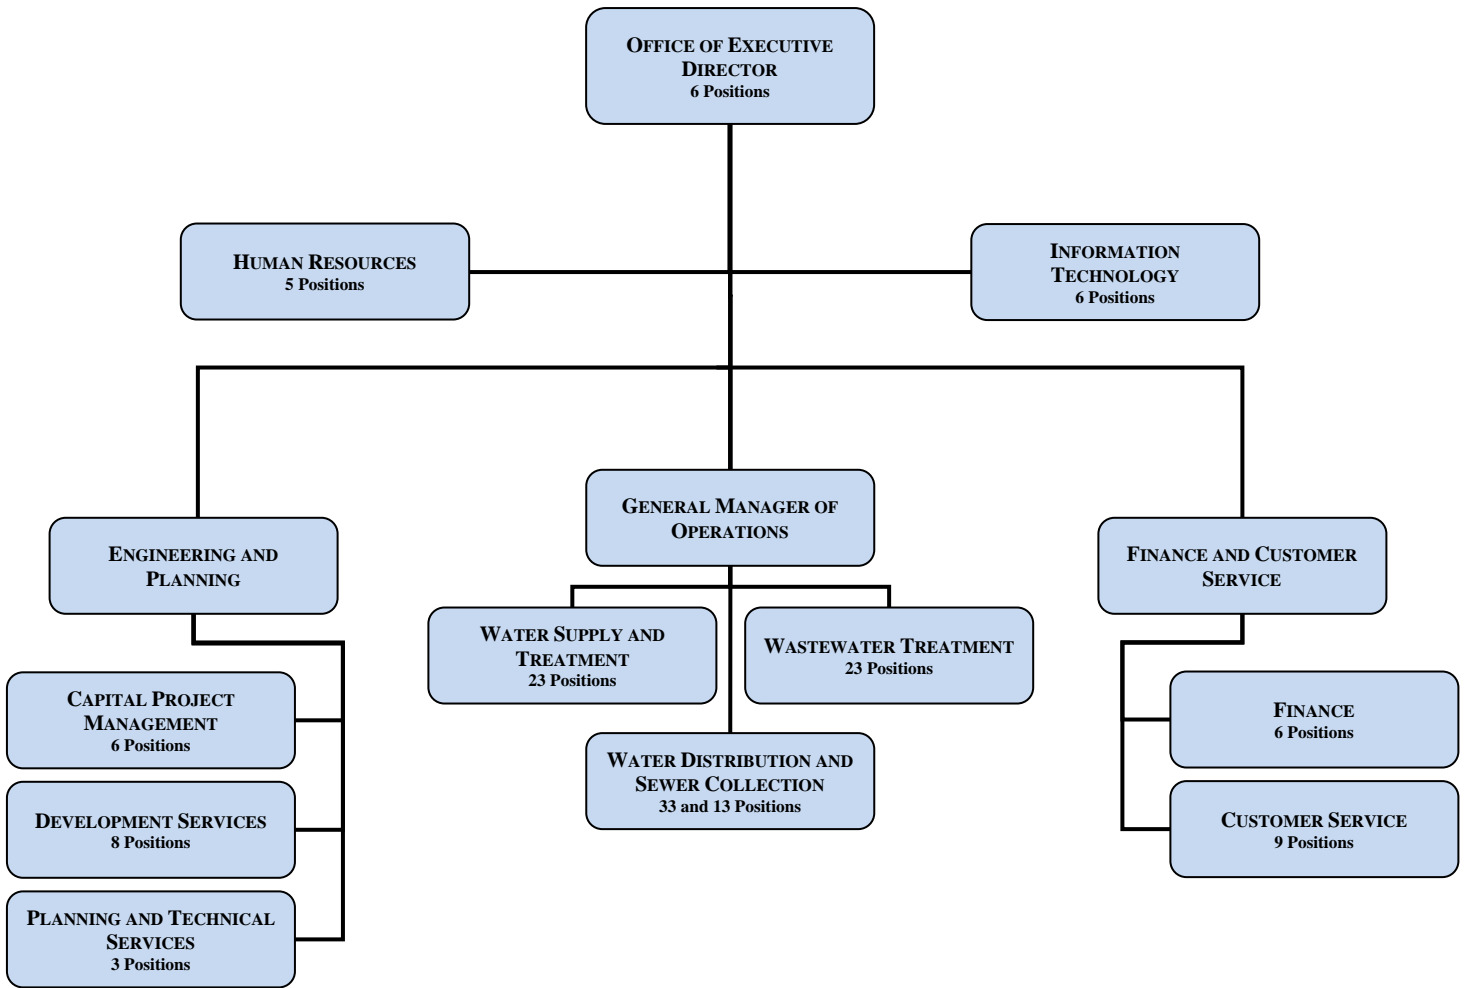 OFFICE OF EXECUTIVE
DIRECTOR
6 Positions
HUMAN RESOURCES
5 Positions
INFORMATION
TECHNOLOGY
6 Positions
ENGINEERING AND
PLANNING
GENERAL MANAGER OF
OPERATIONS
FINANCE AND CUSTOMER
SERVICE
CAPITAL PROJECT
MANAGEMENT
6 Positions
DEVELOPMENT SERVICES
8 Positions
PLANNING AND TECHNICAL
SERVICES
3 Positions
WATER SUPPLY AND
TREATMENT
23 Positions
WASTEWATER TREATMENT
23 Positions
WATER DISTRIBUTION AND
SEWER COLLECTION
33 and 13 Positions
FINANCE
6 Positions
CUSTOMER SERVICE
9 Positions